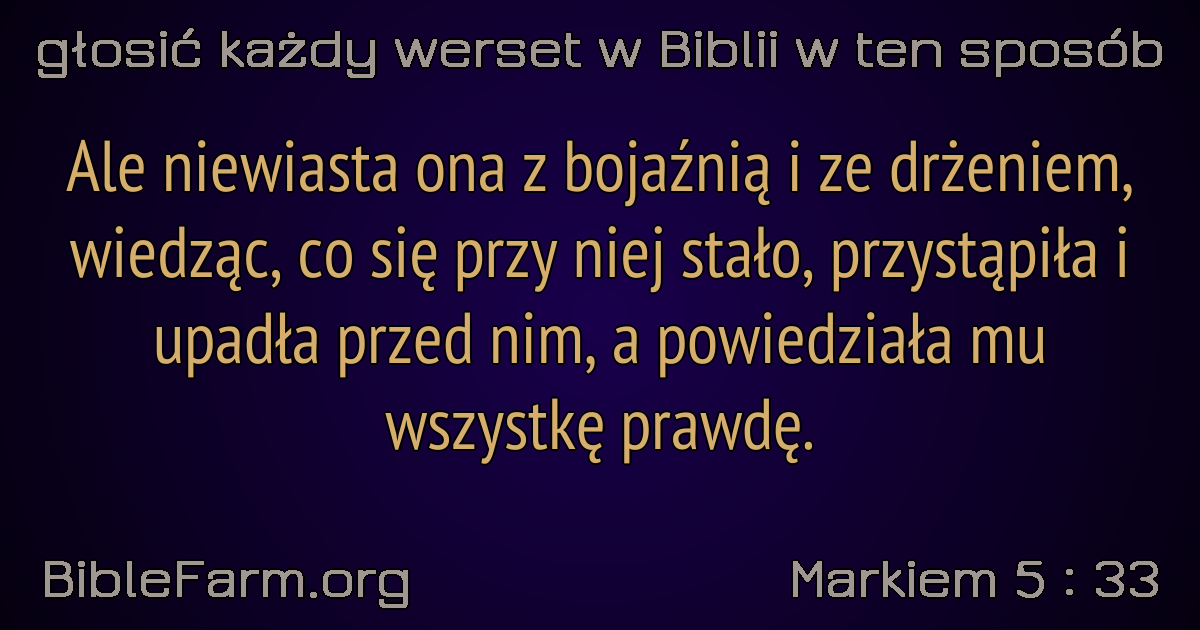 głosić każdy werset w Biblii w ten sposób
Ale niewiasta ona z bojaźnią i ze drżeniem,
wiedząc, co się przy niej stało, przystąpiła i
upadła przed nim, a powiedziała mu
wszystkę prawdę.
BibleFarm.org
Markiem 5 : 33